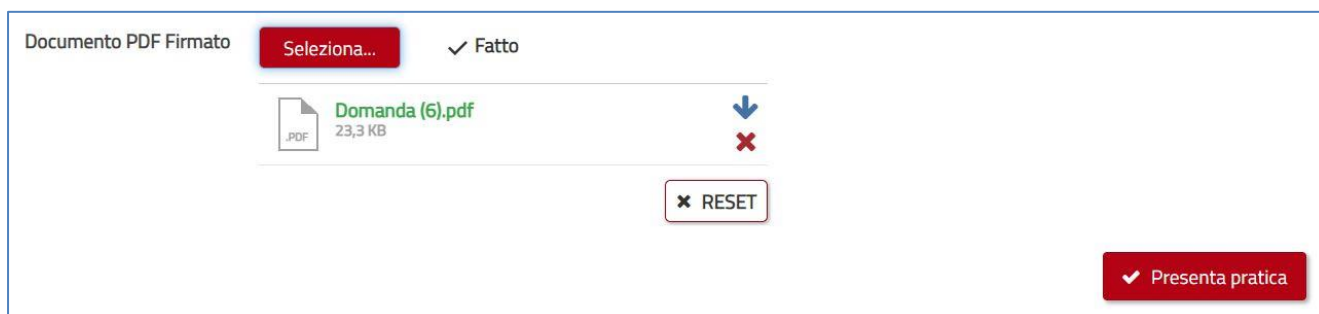 Documento PDF Firmato
Seleziona...
Fatto
.PDF
Domanda (6).pdf
23,3 KB
RESET
Presenta pratica